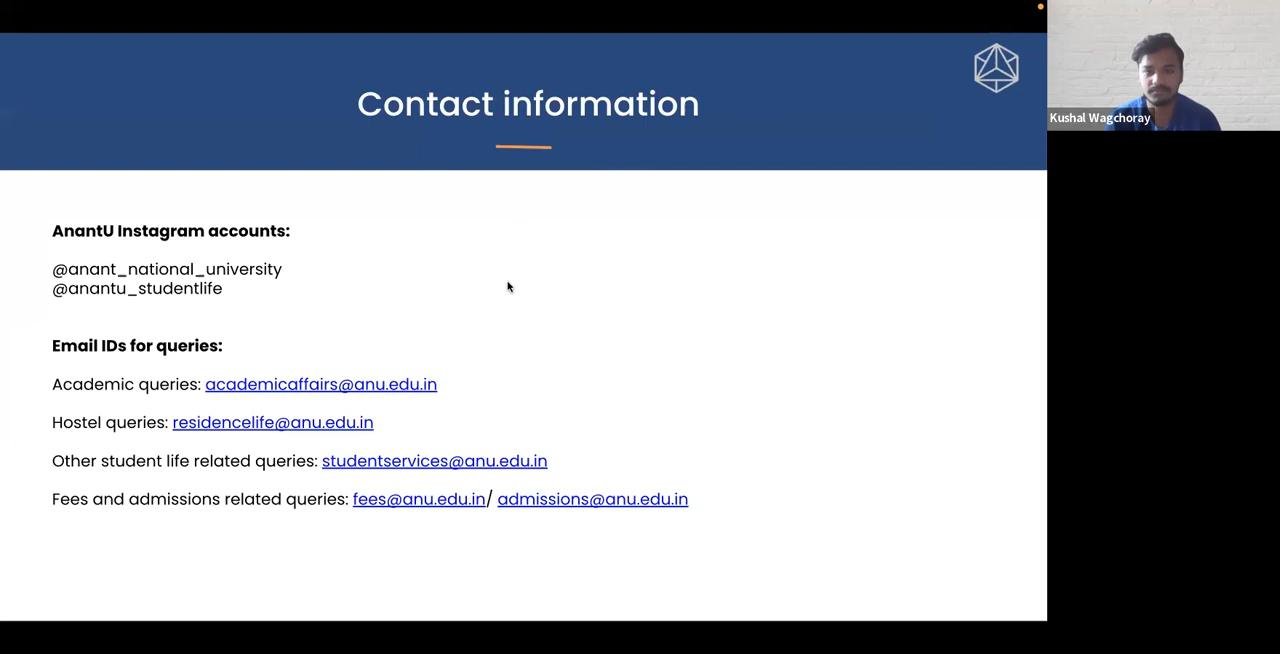 Contact information
Kushal Wagchoray
AnantU Instagram accounts:
@anant_national_university
@anantu_studentlife
Email IDs for queries:
Academic queries: academicaffairs@anu.edu.in
Hostel queries: residencelife@anu.edu.in
Other student life related queries: studentservices@anu.edu.in
Fees and admissions related queries: fees@anu.edu.in/ admissions@anu.edu.in